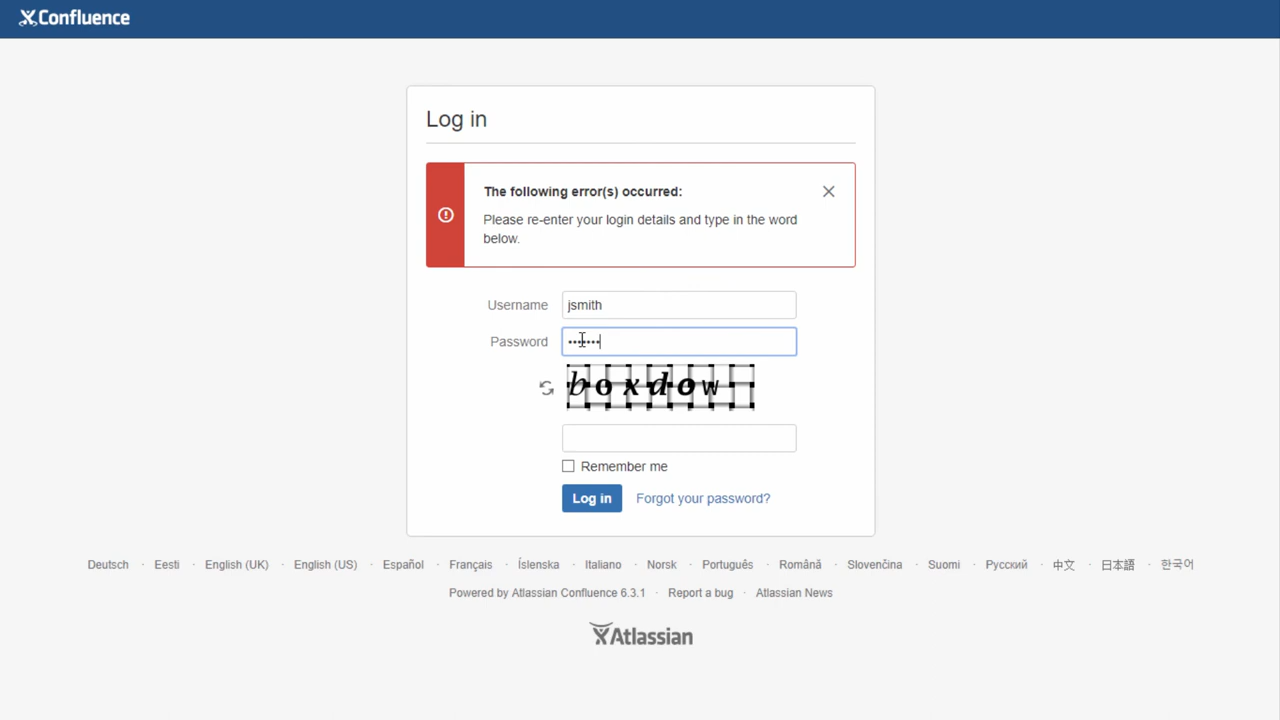 Confluence
Log in
The following error(s) occurred:
Please re-enter your login details and type in the word
below.
Username jsmith
Password •••••••
boxdow
Remember me
Log in Forgot your password?
Deutsch · Eesti · English (UK) · English (US) · Español · Français · Íslenska · Italiano · Norsk · Português · Română · Slovenčina · Suomi · Русский · 中文 · 日本語 · 한국어
Powered by Atlassian Confluence 6.3.1 · Report a bug · Atlassian News
Atlassian